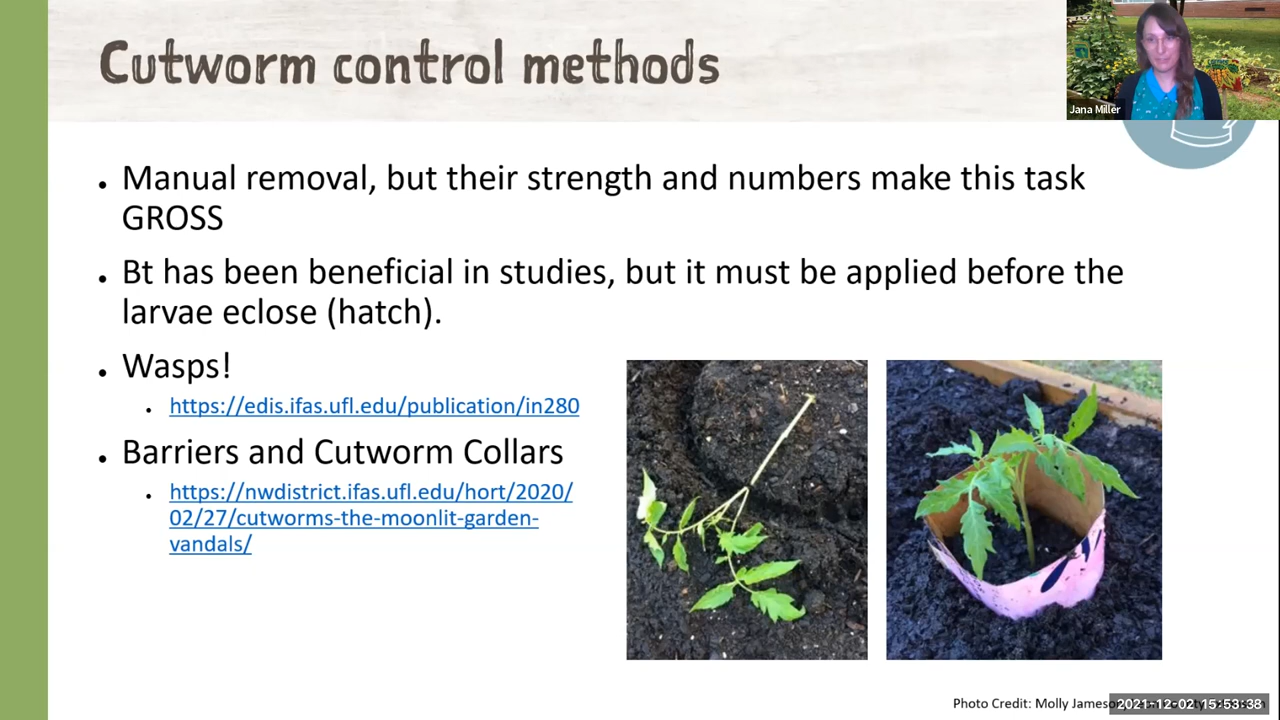 Cutworm control methods
Jana Miller
Manual removal, but their strength and numbers make this task
GROSS
Bt has been beneficial in studies, but it must be applied before the
larvae eclose (hatch).
Wasps!
https://edis.ifas.ufl.edu/publication/in280
Barriers and Cutworm Collars
https://nwdistrict.ifas.ufl.edu/hort/2020/
02/27/cutworms-the-moonlit-garden-
vandals/
Photo Credit: Molly Jameson
2021-12-02 15:53:38